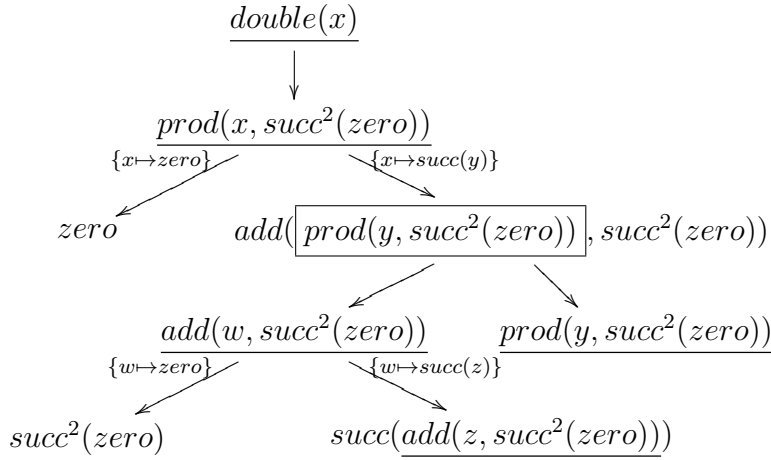 double(x)
prod(x, succ²(zero))
{x↦zero} {x↦succ(y)}
zero add( prod(y, succ²(zero)) , succ²(zero))
add(w, succ²(zero)) prod(y, succ²(zero))
{w↦zero} {w↦succ(z)}
succ²(zero) succ(add(z, succ²(zero)))